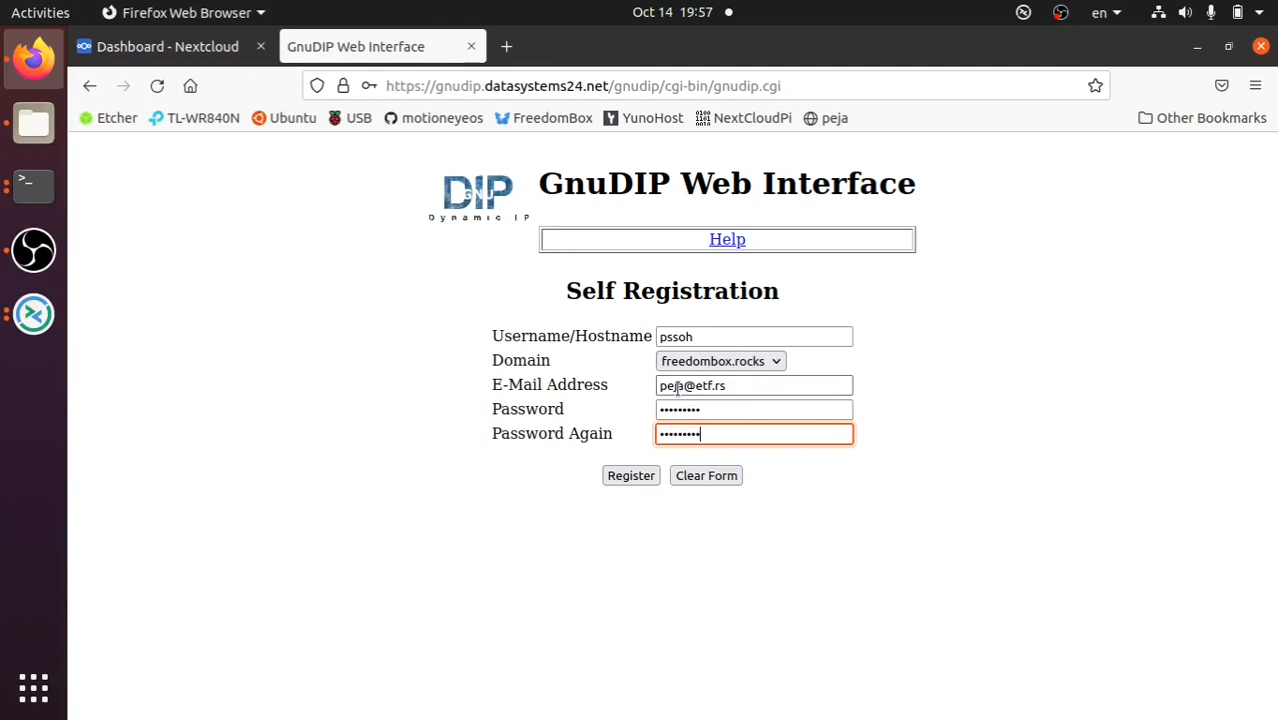 Activities Firefox Web Browser Oct 14 19:57 en
Dashboard - Nextcloud GnuDIP Web Interface
https://gnudip.datasystems24.net/gnudip/cgi-bin/gnudip.cgi
Etcher TL-WR840N Ubuntu USB motioneyeos FreedomBox YunoHost NextCloudPi peja Other Bookmarks
GNU DIP
Dynamic IP
GnuDIP Web Interface
Help
Self Registration
Username/Hostname pssoh
Domain freedombox.rocks
E-Mail Address peja@etf.rs
Password •••••••••
Password Again •••••••••
Register Clear Form